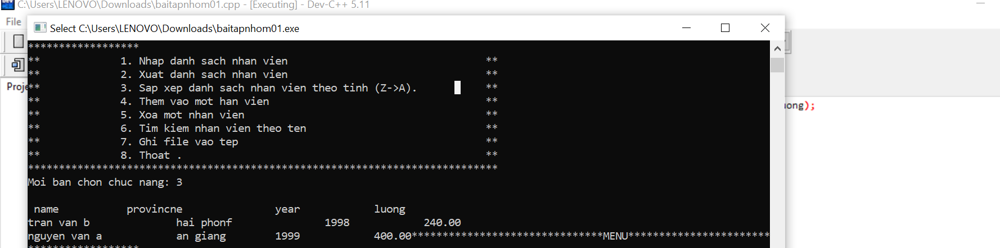 C:\Users\LENOVO\Downloads\baitapnhom01.cpp - [Executing] - Dev-C++ 5.11
File
Select C:\Users\LENOVO\Downloads\baitapnhom01.exe
******************
** 1. Nhap danh sach nhan vien **
** 2. Xuat danh sach nhan vien **
** 3. Sap xep danh sach nhan vien theo tinh (Z->A). **
** 4. Them vao mot han vien **
** 5. Xoa mot nhan vien **
** 6. Tim kiem nhan vien theo ten **
** 7. Ghi file vao tep **
** 8. Thoat . **
****************************************************************************
Moi ban chon chuc nang: 3
name provincne year luong
tran van b hai phonf 1998 240.00
nguyen van a an giang 1999 400.00*******************************MENU***********************
******************